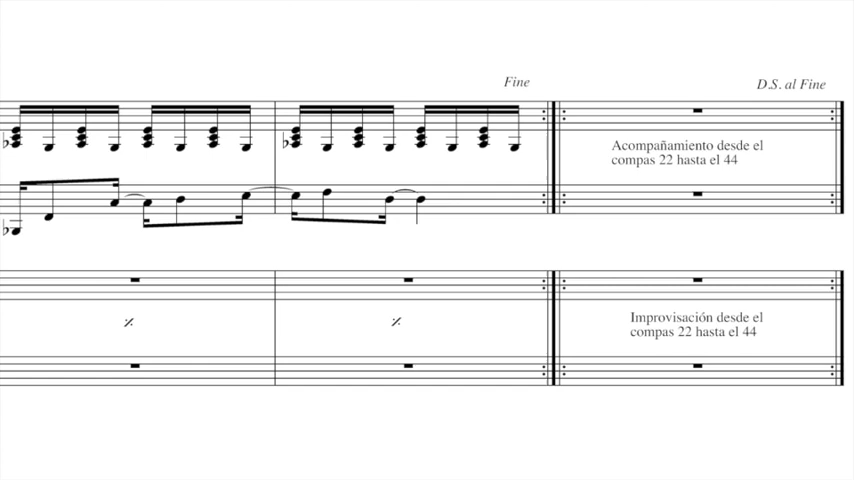 Fine
D.S. al Fine
Acompañamiento desde el
compas 22 hasta el 44
Improvisación desde el
compas 22 hasta el 44